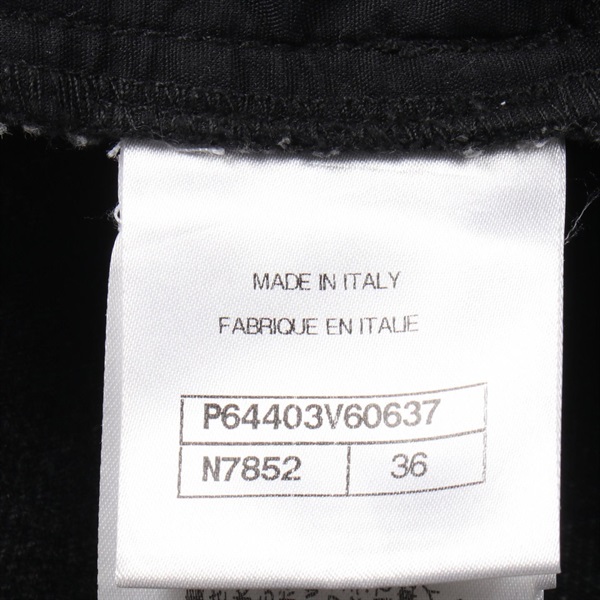 MADE IN ITALY
FABRIQUE EN ITALIE
P64403V60637
N7852 36